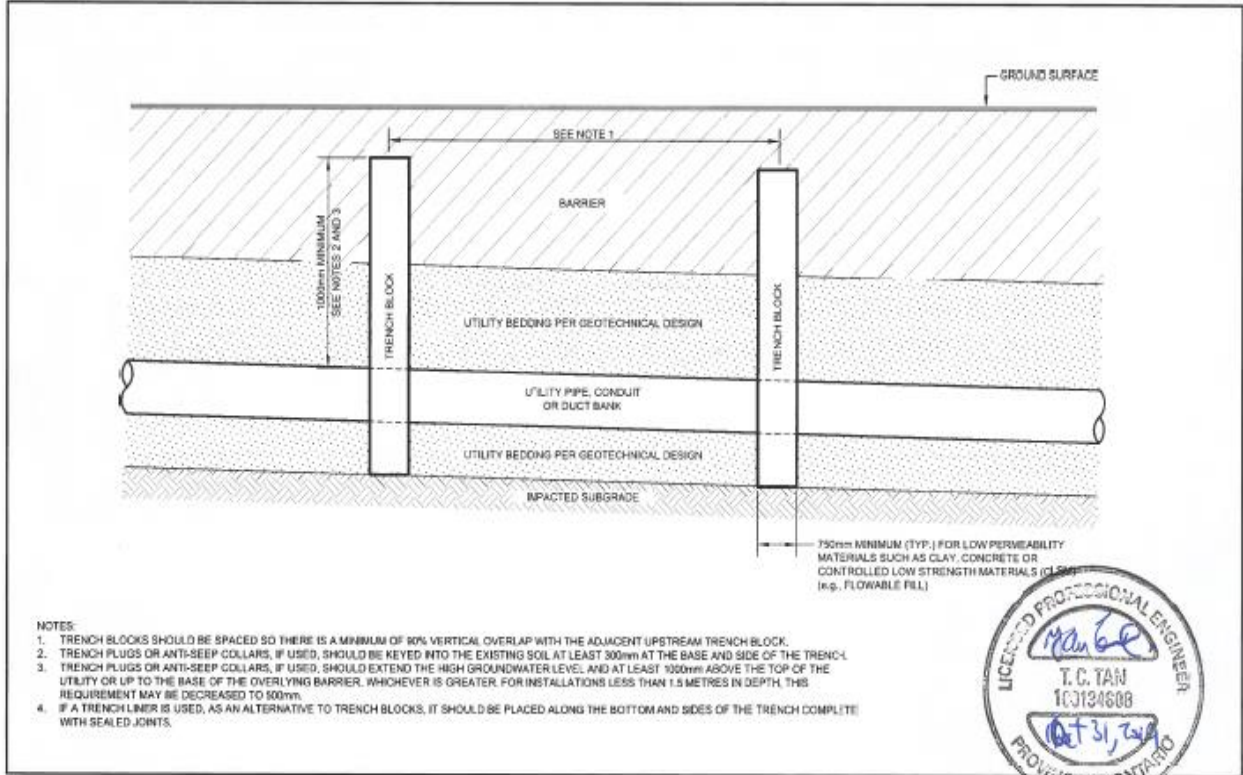 GROUND SURFACE
SEE NOTE 1
1000mm MINIMUM
SEE NOTES 2 AND 3
BARRIER
TRENCH BLOCK
TRENCH BLOCK
UTILITY BEDDING PER GEOTECHNICAL DESIGN
UTILITY PIPE, CONDUIT
OR DUCT BANK
UTILITY BEDDING PER GEOTECHNICAL DESIGN
IMPACTED SUBGRADE
750mm MINIMUM (TYP.) FOR LOW PERMEABILITY
MATERIALS SUCH AS CLAY, CONCRETE OR
CONTROLLED LOW STRENGTH MATERIALS (CLSM)
(e.g., FLOWABLE FILL)
NOTES:
1. TRENCH BLOCKS SHOULD BE SPACED SO THERE IS A MINIMUM OF 90% VERTICAL OVERLAP WITH THE ADJACENT UPSTREAM TRENCH BLOCK.
2. TRENCH PLUGS OR ANTI-SEEP COLLARS, IF USED, SHOULD BE KEYED INTO THE EXISTING SOIL AT LEAST 300mm AT THE BASE AND SIDE OF THE TRENCH.
3. TRENCH PLUGS OR ANTI-SEEP COLLARS, IF USED, SHOULD EXTEND THE HIGH GROUNDWATER LEVEL AND AT LEAST 1000mm ABOVE THE TOP OF THE
UTILITY OR UP TO THE BASE OF THE OVERLYING BARRIER, WHICHEVER IS GREATER. FOR INSTALLATIONS LESS THAN 1.5 METRES IN DEPTH, THIS
REQUIREMENT MAY BE DECREASED TO 500mm.
4. IF A TRENCH LINER IS USED, AS AN ALTERNATIVE TO TRENCH BLOCKS, IT SHOULD BE PLACED ALONG THE BOTTOM AND SIDES OF THE TRENCH COMPLETE
WITH SEALED JOINTS.
LICENSED PROFESSIONAL ENGINEER
T. C. TAN
100134608
Oct 31, 2019
PROVINCE ONTARIO